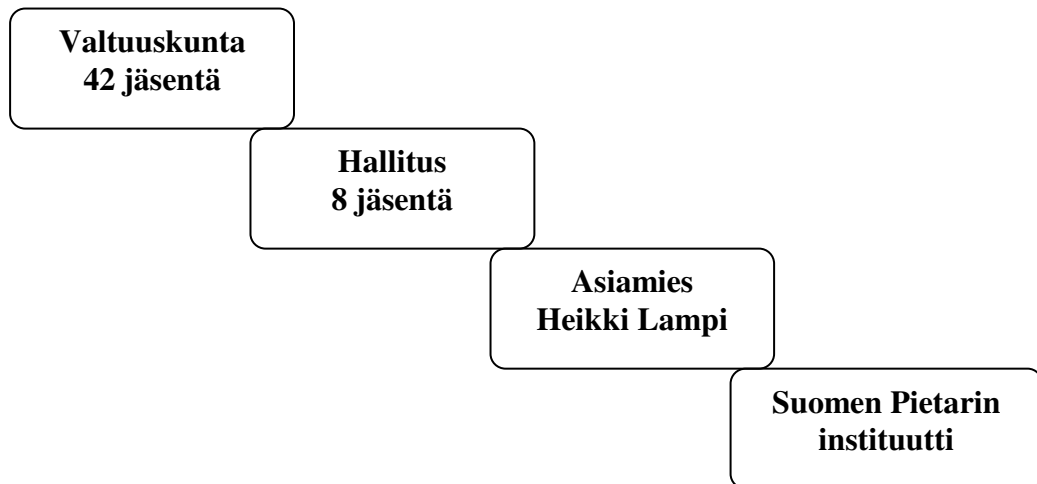 Valtuuskunta
42 jäsentä
Hallitus
8 jäsentä
Asiamies
Heikki Lampi
Suomen Pietarin
instituutti